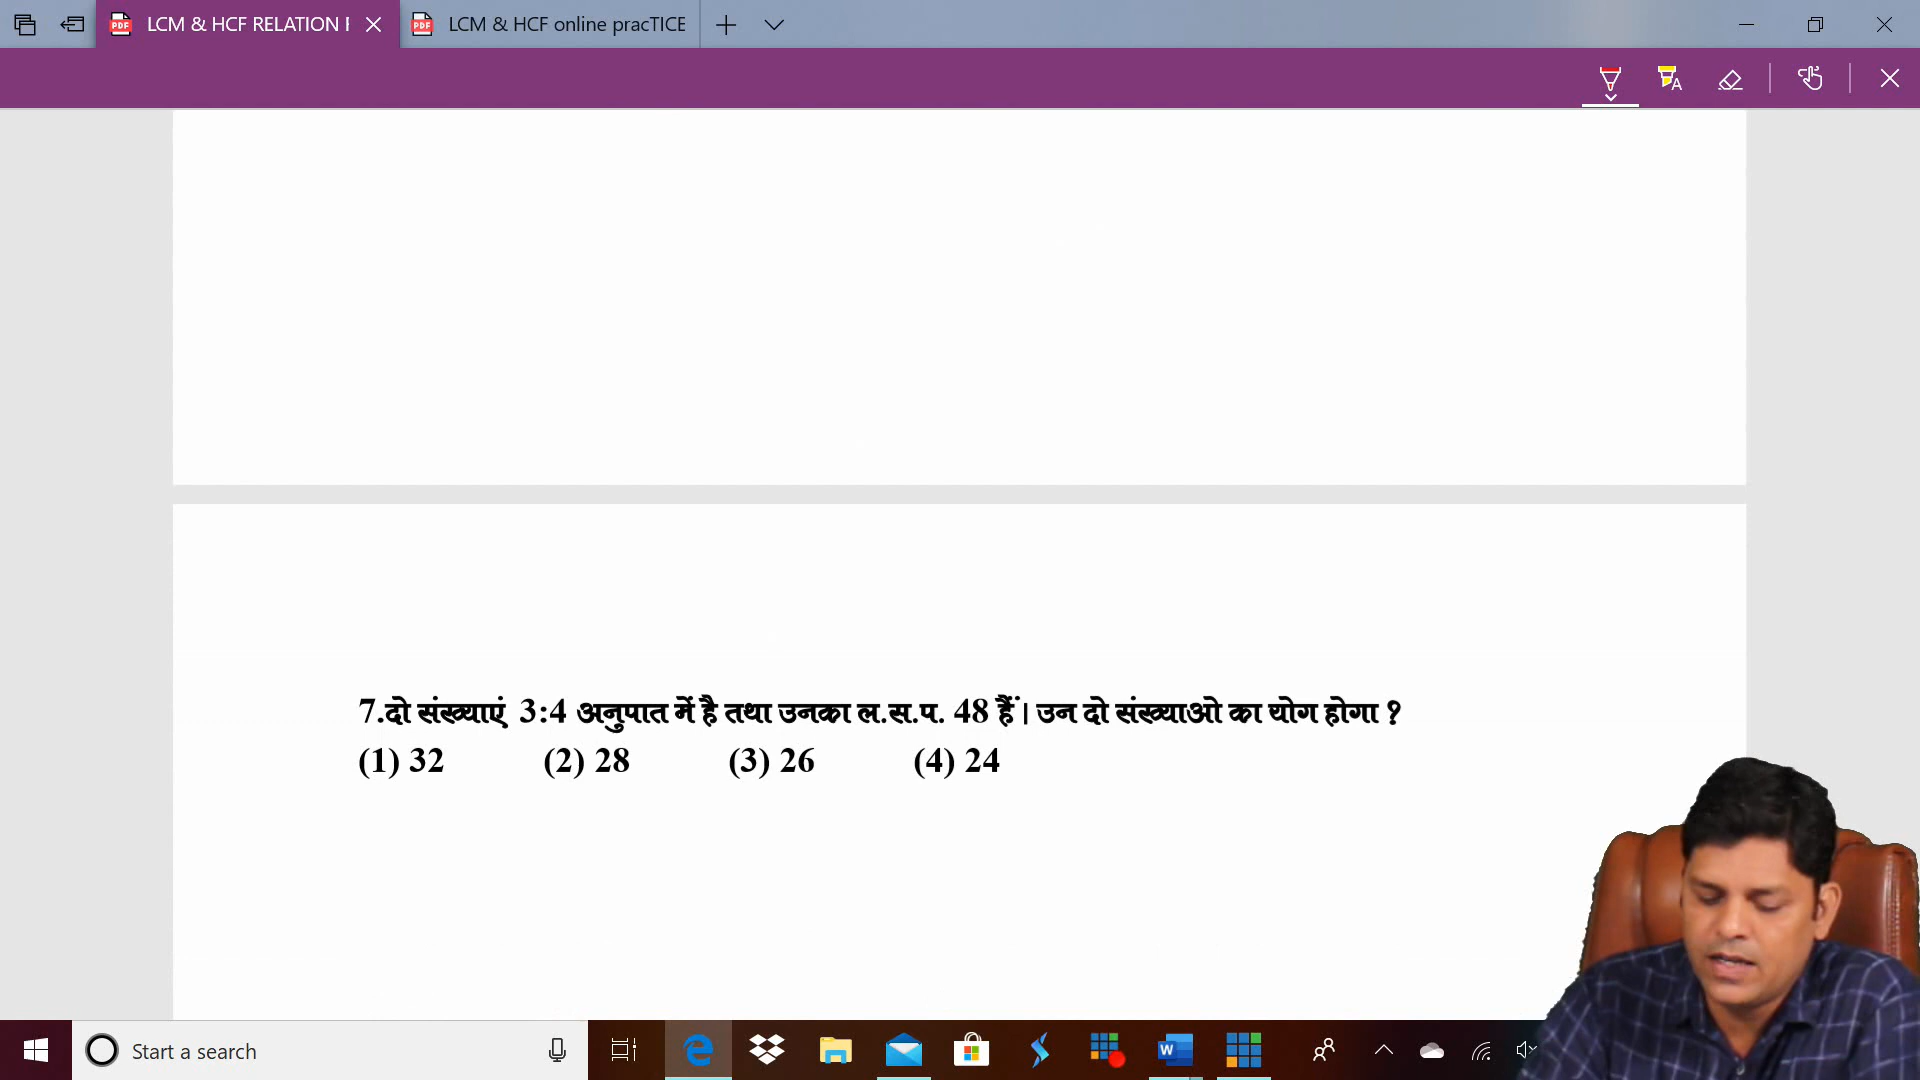 LCM & HCF RELATION
LCM & HCF online pracTICE
7.दो संख्याएं 3:4 अनुपात में है तथा उनका ल.स.प. 48 हैं। उन दो संख्याओ का योग होगा ?
(1) 32 (2) 28 (3) 26 (4) 24
Start a search